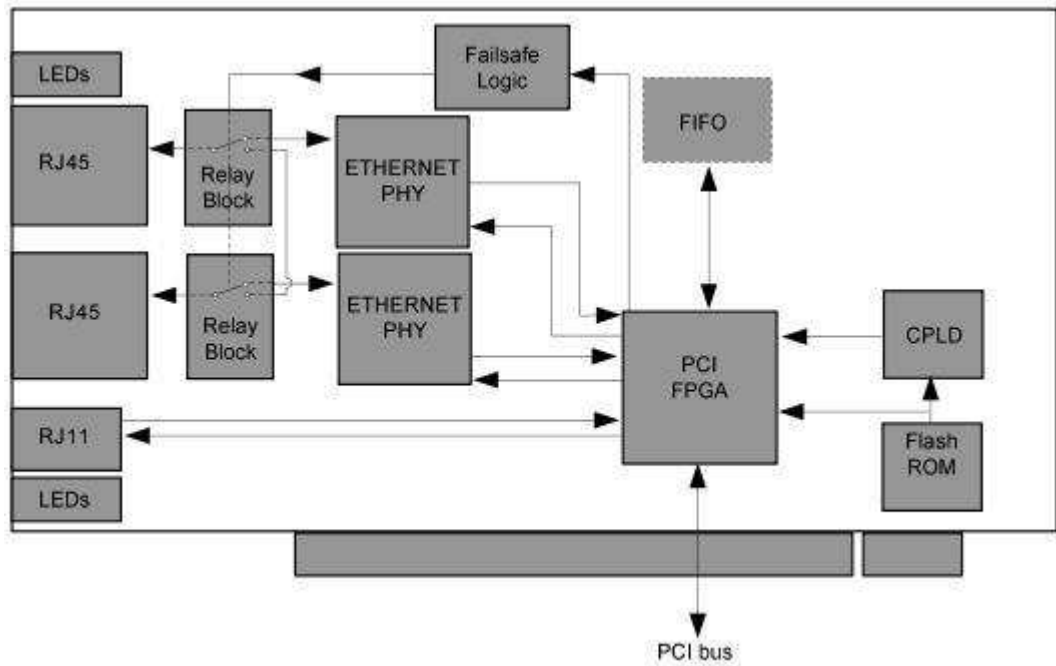 LEDs
Failsafe
Logic
FIFO
RJ45
Relay
Block
ETHERNET
PHY
RJ45
Relay
Block
ETHERNET
PHY
PCI
FPGA
CPLD
RJ11
Flash
ROM
LEDs
PCI bus